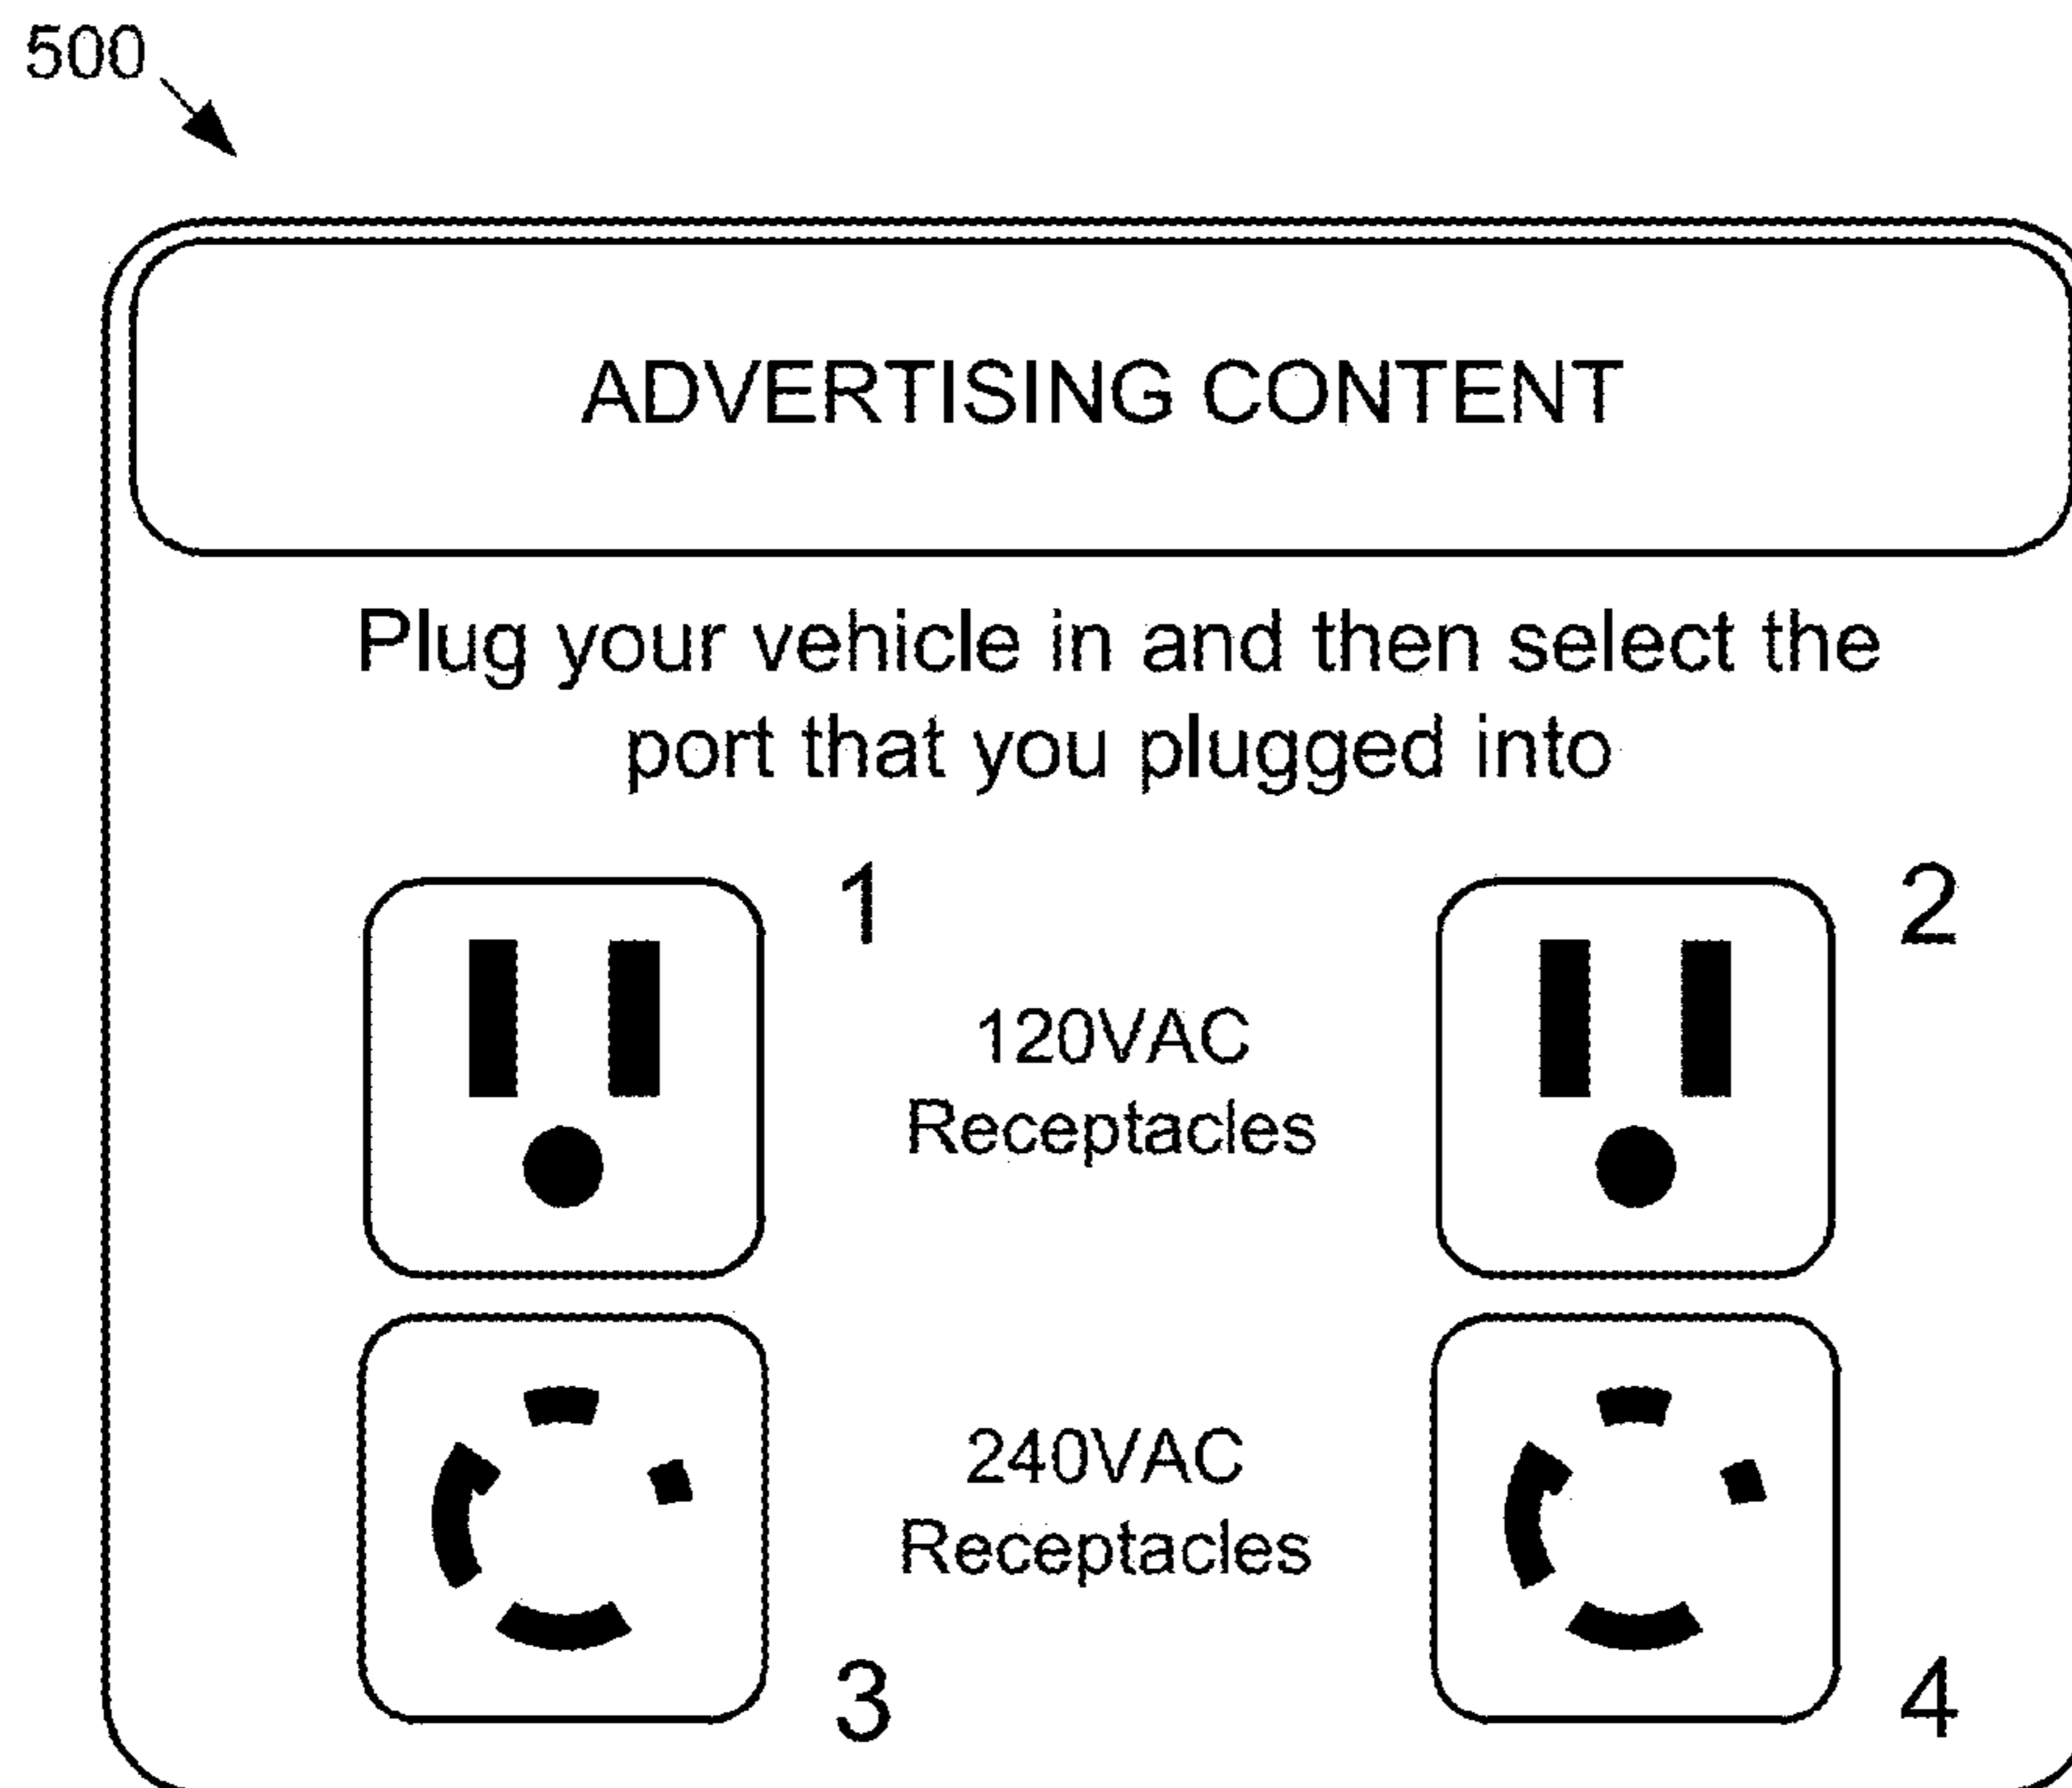 500
ADVERTISING CONTENT
Plug your vehicle in and then select the
port that you plugged into
1
2
120VAC
Receptacles
240VAC
Receptacles
3
4